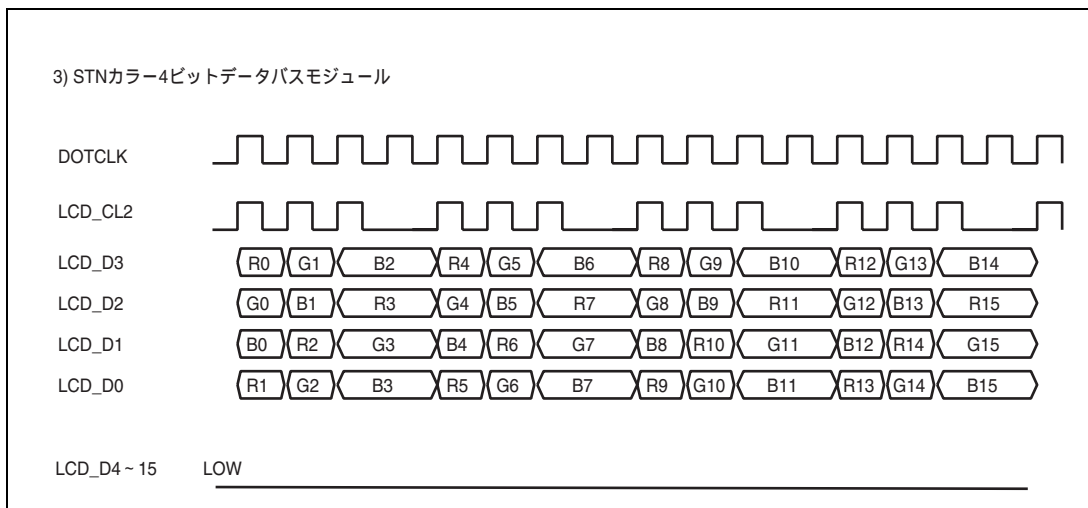 3) STNカラー4ビットデータバスモジュール
DOTCLK
LCD_CL2
LCD_D3 R0 G1 B2 R4 G5 B6 R8 G9 B10 R12 G13 B14
LCD_D2 G0 B1 R3 G4 B5 R7 G8 B9 R11 G12 B13 R15
LCD_D1 B0 R2 G3 B4 R6 G7 B8 R10 G11 B12 R14 G15
LCD_D0 R1 G2 B3 R5 G6 B7 R9 G10 B11 R13 G14 B15
LCD_D4~15 LOW